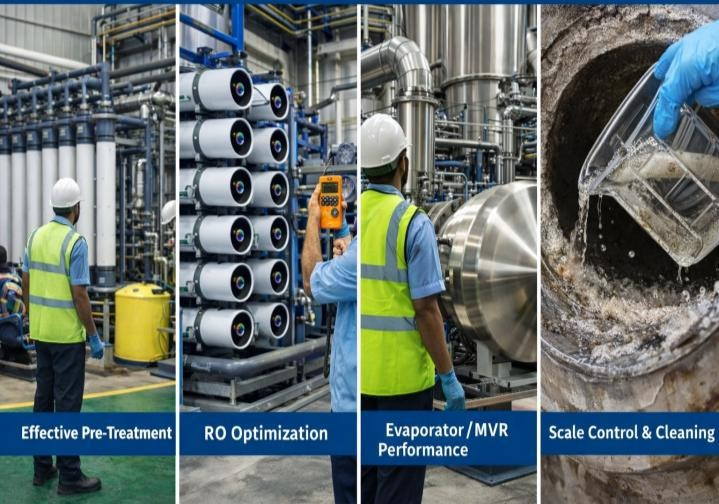 Effective Pre-Treatment
RO Optimization
Evaporator/MVR
Performance
Scale Control & Cleaning